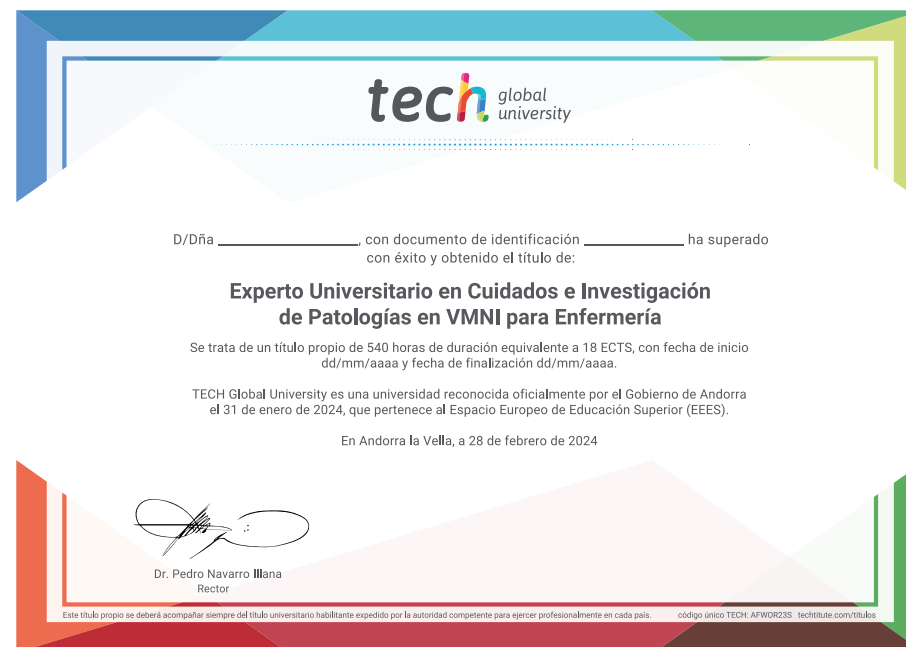 tech global university
D/Dña ____________, con documento de identificación ____________ ha superado
con éxito y obtenido el título de:
Experto Universitario en Cuidados e Investigación
de Patologías en VMNI para Enfermería
Se trata de un título propio de 540 horas de duración equivalente a 18 ECTS, con fecha de inicio
dd/mm/aaaa y fecha de finalización dd/mm/aaaa.
TECH Global University es una universidad reconocida oficialmente por el Gobierno de Andorra
el 31 de enero de 2024, que pertenece al Espacio Europeo de Educación Superior (EEES).
En Andorra la Vella, a 28 de febrero de 2024
Dr. Pedro Navarro Illana
Rector
Este título propio se deberá acompañar siempre del título universitario habilitante expedido por la autoridad competente para ejercer profesionalmente en cada país. código único TECH: AFWOR23S techtitute.com/titulos